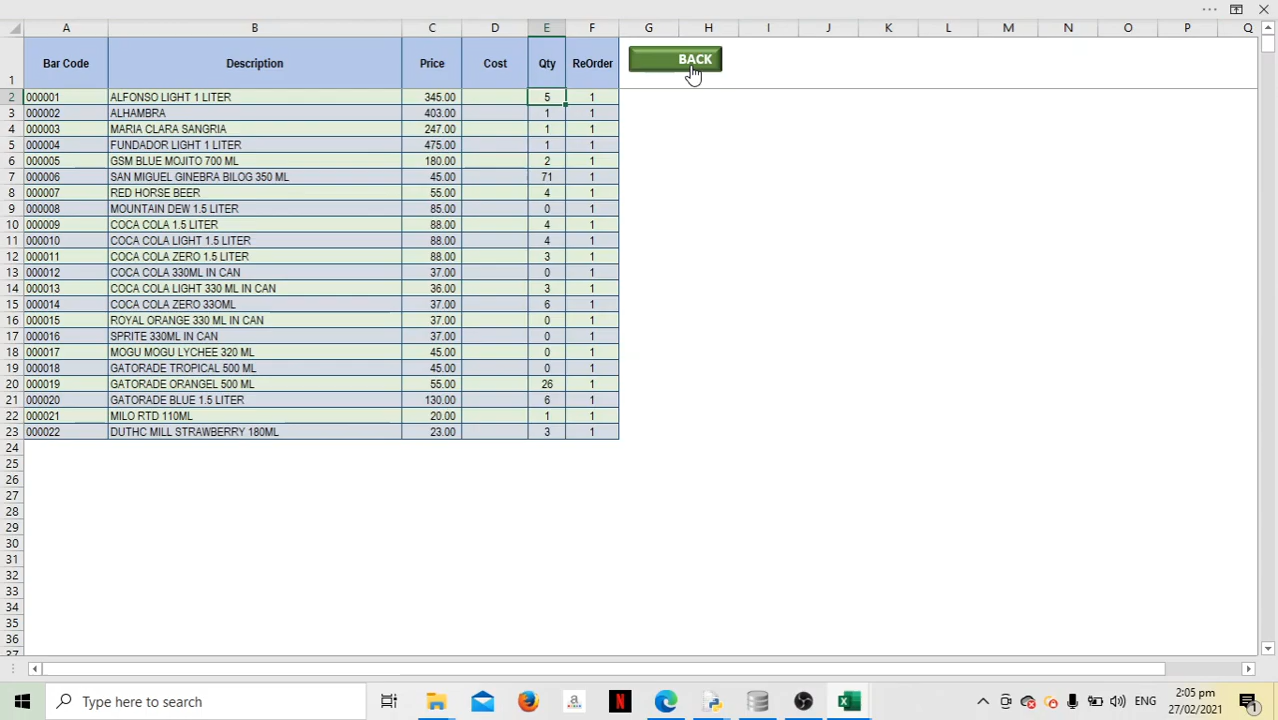 A B C D E F G H I J K L M N O P Q
1 Bar Code Description Price Cost Qty ReOrder BACK
2 000001 ALFONSO LIGHT 1 LITER 345.00 5 1
3 000002 ALHAMBRA 403.00 1 1
4 000003 MARIA CLARA SANGRIA 247.00 1 1
5 000004 FUNDADOR LIGHT 1 LITER 475.00 1 1
6 000005 GSM BLUE MOJITO 700 ML 180.00 2 1
7 000006 SAN MIGUEL GINEBRA BILOG 350 ML 45.00 71 1
8 000007 RED HORSE BEER 55.00 4 1
9 000008 MOUNTAIN DEW 1.5 LITER 85.00 0 1
10 000009 COCA COLA 1.5 LITER 88.00 4 1
11 000010 COCA COLA LIGHT 1.5 LITER 88.00 4 1
12 000011 COCA COLA ZERO 1.5 LITER 88.00 3 1
13 000012 COCA COLA 330ML IN CAN 37.00 0 1
14 000013 COCA COLA LIGHT 330 ML IN CAN 36.00 3 1
15 000014 COCA COLA ZERO 33OML 37.00 6 1
16 000015 ROYAL ORANGE 330 ML IN CAN 37.00 0 1
17 000016 SPRITE 330ML IN CAN 37.00 0 1
18 000017 MOGU MOGU LYCHEE 320 ML 45.00 0 1
19 000018 GATORADE TROPICAL 500 ML 45.00 0 1
20 000019 GATORADE ORANGEL 500 ML 55.00 26 1
21 000020 GATORADE BLUE 1.5 LITER 130.00 6 1
22 000021 MILO RTD 110ML 20.00 1 1
23 000022 DUTHC MILL STRAWBERRY 180ML 23.00 3 1
24
25
26
27
28
29
30
31
32
33
34
35
36
37
Type here to search a N ENG 2:05 pm 1
27/02/2021